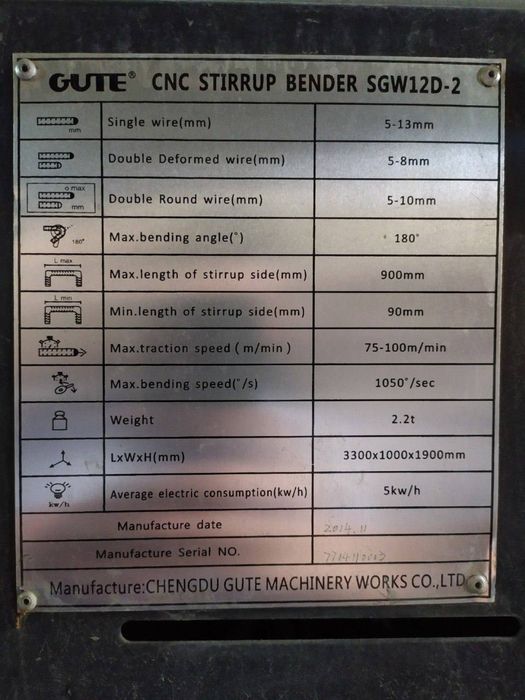 GUTE® CNC STIRRUP BENDER SGW12D-2
mm Single wire(mm) 5-13mm
Double Deformed wire(mm) 5-8mm
o max mm Double Round wire(mm) 5-10mm
180° Max.bending angle(°) 180°
L max Max.length of stirrup side(mm) 900mm
L min Min.length of stirrup side(mm) 90mm
Max.traction speed ( m/min ) 75-100m/min
Max.bending speed(°/s) 1050°/sec
Weight 2.2t
LxWxH(mm) 3300x1000x1900mm
kw/h Average electric consumption(kw/h) 5kw/h
Manufacture date 2014.11
Manufacture Serial NO.
Manufacture:CHENGDU GUTE MACHINERY WORKS CO.,LTD